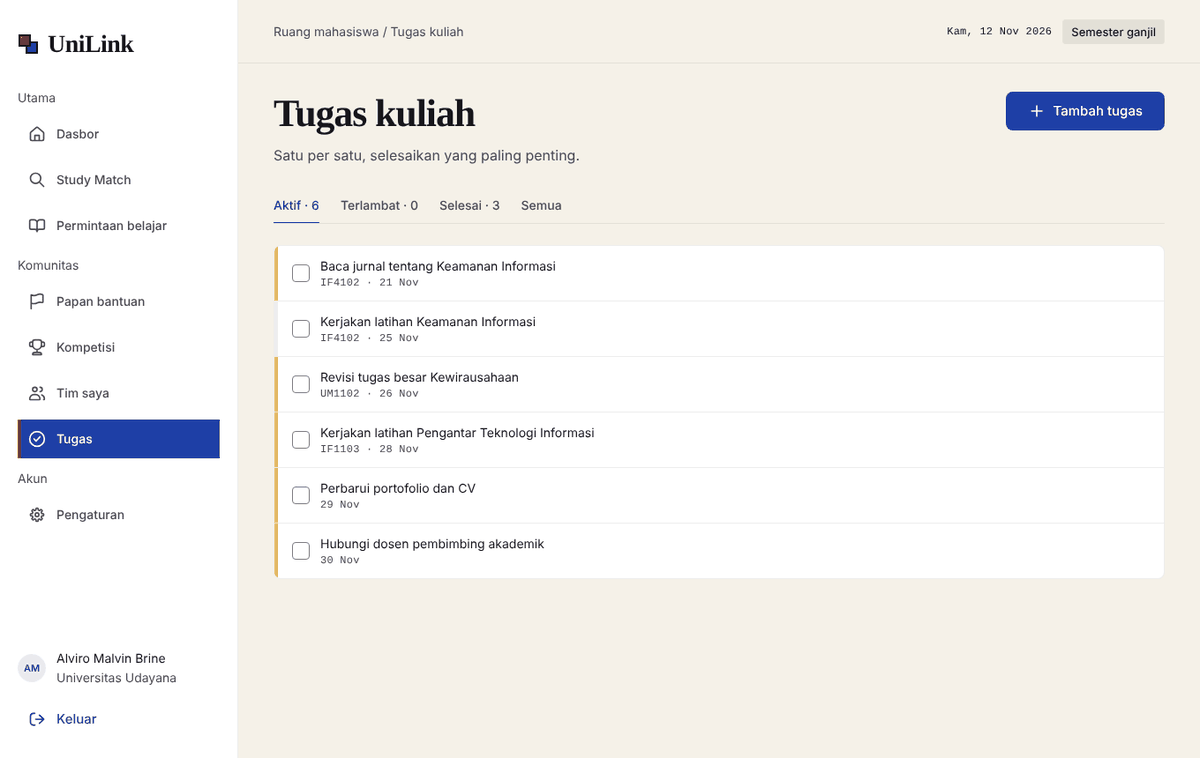 UniLink
Utama
Dasbor
Study Match
Permintaan belajar
Komunitas
Papan bantuan
Kompetisi
Tim saya
Tugas
Akun
Pengaturan
AM
Alviro Malvin Brine
Universitas Udayana
Keluar
Ruang mahasiswa / Tugas kuliah
Kam, 12 Nov 2026
Semester ganjil
Tugas kuliah
Tambah tugas
Satu per satu, selesaikan yang paling penting.
Aktif · 6 Terlambat · 0 Selesai · 3 Semua
Baca jurnal tentang Keamanan Informasi
IF4102 · 21 Nov
Kerjakan latihan Keamanan Informasi
IF4102 · 25 Nov
Revisi tugas besar Kewirausahaan
UM1102 · 26 Nov
Kerjakan latihan Pengantar Teknologi Informasi
IF1103 · 28 Nov
Perbarui portofolio dan CV
29 Nov
Hubungi dosen pembimbing akademik
30 Nov